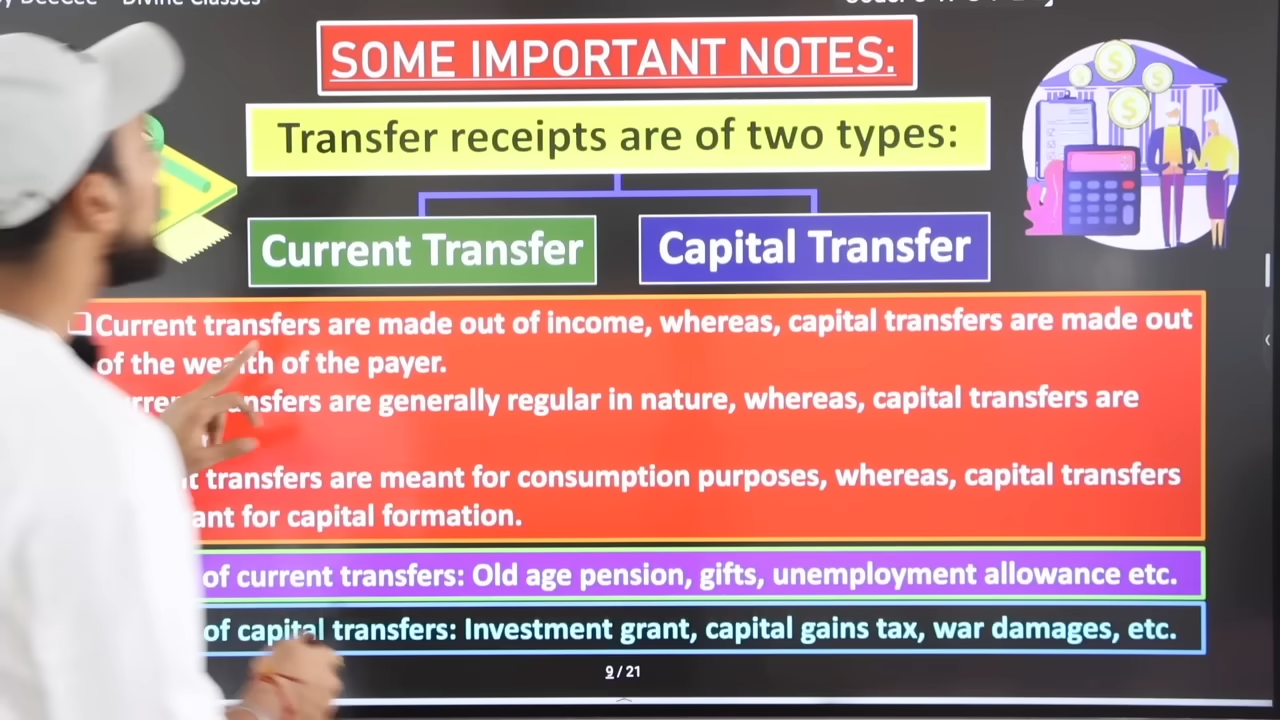 Divine Classes
SOME IMPORTANT NOTES:
Transfer receipts are of two types:
Current Transfer
Capital Transfer
Current transfers are made out of income, whereas, capital transfers are made out
of the wealth of the payer.
transfers are generally regular in nature, whereas, capital transfers are
transfers are meant for consumption purposes, whereas, capital transfers
for capital formation.
of current transfers: Old age pension, gifts, unemployment allowance etc.
of capital transfers: Investment grant, capital gains tax, war damages, etc.
9 / 21